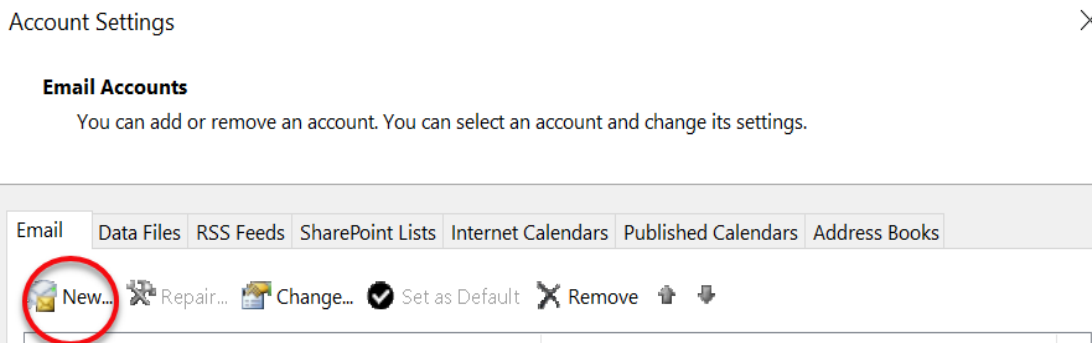 Account Settings
Email Accounts
You can add or remove an account. You can select an account and change its settings.
Email Data Files RSS Feeds SharePoint Lists Internet Calendars Published Calendars Address Books
New... Repair... Change... Set as Default Remove